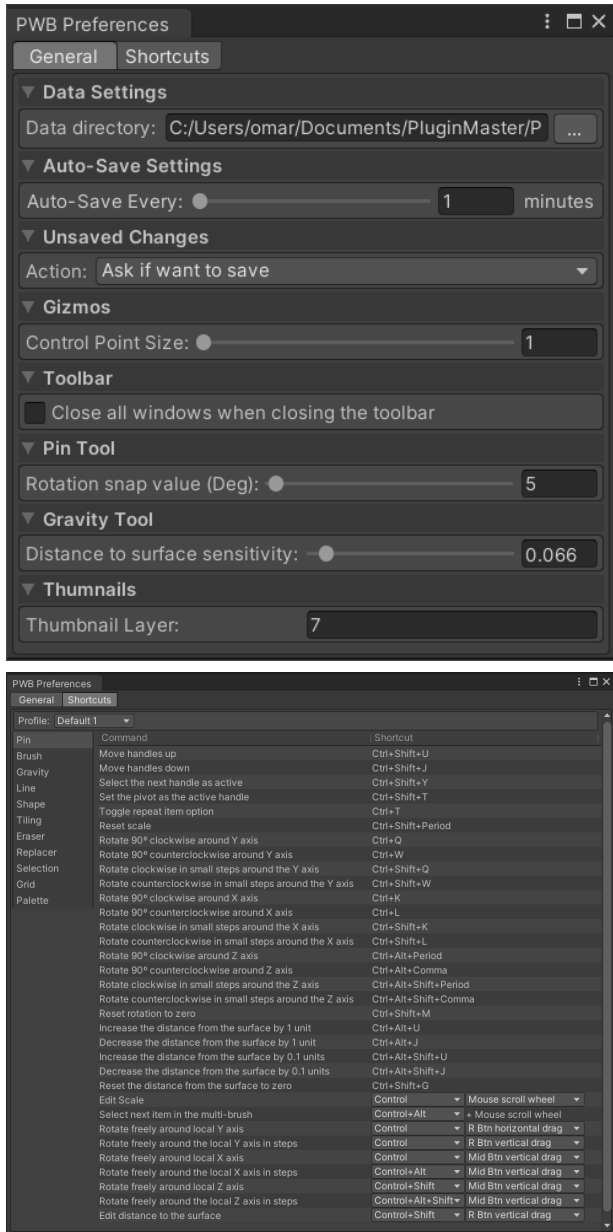 PWB Preferences
General Shortcuts
Data Settings
Data directory: C:/Users/omar/Documents/PluginMaster/P ...
Auto-Save Settings
Auto-Save Every: 1 minutes
Unsaved Changes
Action: Ask if want to save
Gizmos
Control Point Size: 1
Toolbar
Close all windows when closing the toolbar
Pin Tool
Rotation snap value (Deg): 5
Gravity Tool
Distance to surface sensitivity: 0.066
Thumnails
Thumbnail Layer: 7
PWB Preferences
General Shortcuts
Profile: Default 1
Pin
Brush
Gravity
Line
Shape
Tiling
Eraser
Replacer
Selection
Grid
Palette
Command Shortcut
Move handles up Ctrl+Shift+U
Move handles down Ctrl+Shift+J
Select the next handle as active Ctrl+Shift+Y
Set the pivot as the active handle Ctrl+Shift+T
Toggle repeat item option Ctrl+T
Reset scale Ctrl+Shift+Period
Rotate 90º clockwise around Y axis Ctrl+Q
Rotate 90º counterclockwise around Y axis Ctrl+W
Rotate clockwise in small steps around the Y axis Ctrl+Shift+Q
Rotate counterclockwise in small steps around the Y axis Ctrl+Shift+W
Rotate 90º clockwise around X axis Ctrl+K
Rotate 90º counterclockwise around X axis Ctrl+L
Rotate clockwise in small steps around the X axis Ctrl+Shift+K
Rotate counterclockwise in small steps around the X axis Ctrl+Shift+L
Rotate 90º clockwise around Z axis Ctrl+Alt+Period
Rotate 90º counterclockwise around Z axis Ctrl+Alt+Comma
Rotate clockwise in small steps around the Z axis Ctrl+Alt+Shift+Period
Rotate counterclockwise in small steps around the Z axis Ctrl+Alt+Shift+Comma
Reset rotation to zero Ctrl+Shift+M
Increase the distance from the surface by 1 unit Ctrl+Alt+U
Decrease the distance from the surface by 1 unit Ctrl+Alt+J
Increase the distance from the surface by 0.1 units Ctrl+Alt+Shift+U
Decrease the distance from the surface by 0.1 units Ctrl+Alt+Shift+J
Reset the distance from the surface to zero Ctrl+Shift+G
Edit Scale Control Mouse scroll wheel
Select next item in the multi-brush Control+Alt + Mouse scroll wheel
Rotate freely around local Y axis Control R Btn horizontal drag
Rotate freely around the local Y axis in steps Control R Btn vertical drag
Rotate freely around local X axis Control Mid Btn vertical drag
Rotate freely around the local X axis in steps Control+Alt Mid Btn vertical drag
Rotate freely around local Z axis Control+Shift Mid Btn vertical drag
Rotate freely around the local Z axis in steps Control+Alt+Shift Mid Btn vertical drag
Edit distance to the surface Control+Shift R Btn vertical drag